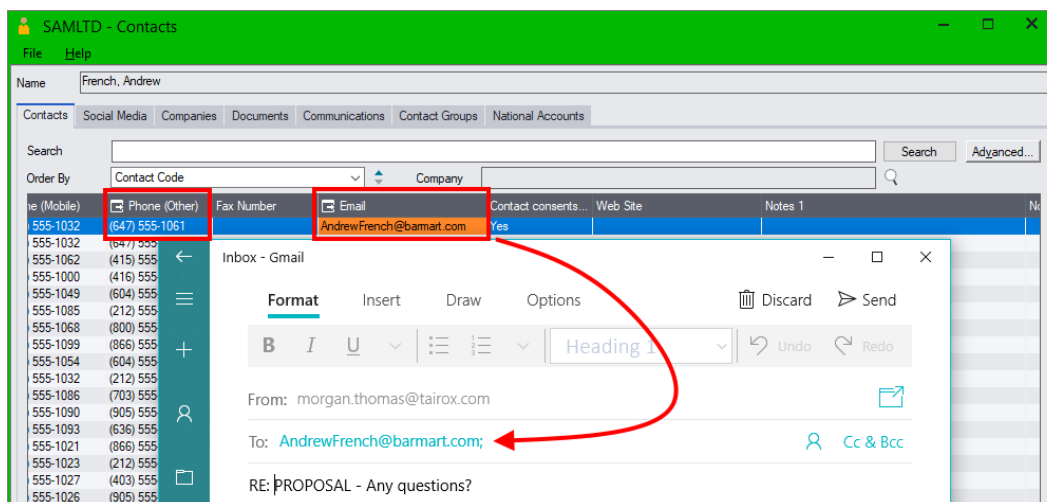 SAMLTD - Contacts
File Help
Name French, Andrew
Contacts Social Media Companies Documents Communications Contact Groups National Accounts
Search Search Advanced...
Order By Contact Code Company
ne (Mobile) Phone (Other) Fax Number Email Contact consents... Web Site Notes 1 No
555-1032 (647) 555-1061 AndrewFrench@barmart.com Yes
555-1032 (647) 555
555-1062 (415) 555
555-1000 (416) 555
555-1049 (604) 555
555-1085 (212) 555
555-1068 (800) 555
555-1099 (866) 555
555-1054 (604) 555
555-1032 (212) 555
555-1086 (703) 555
555-1090 (905) 555
555-1093 (636) 555
555-1021 (866) 555
555-1023 (212) 555
555-1027 (403) 555
555-1026 (905) 555
Inbox - Gmail
Format Insert Draw Options Discard Send
B I U Heading 1 Undo Redo
From: morgan.thomas@tairox.com
To: AndrewFrench@barmart.com; Cc & Bcc
RE: PROPOSAL - Any questions?